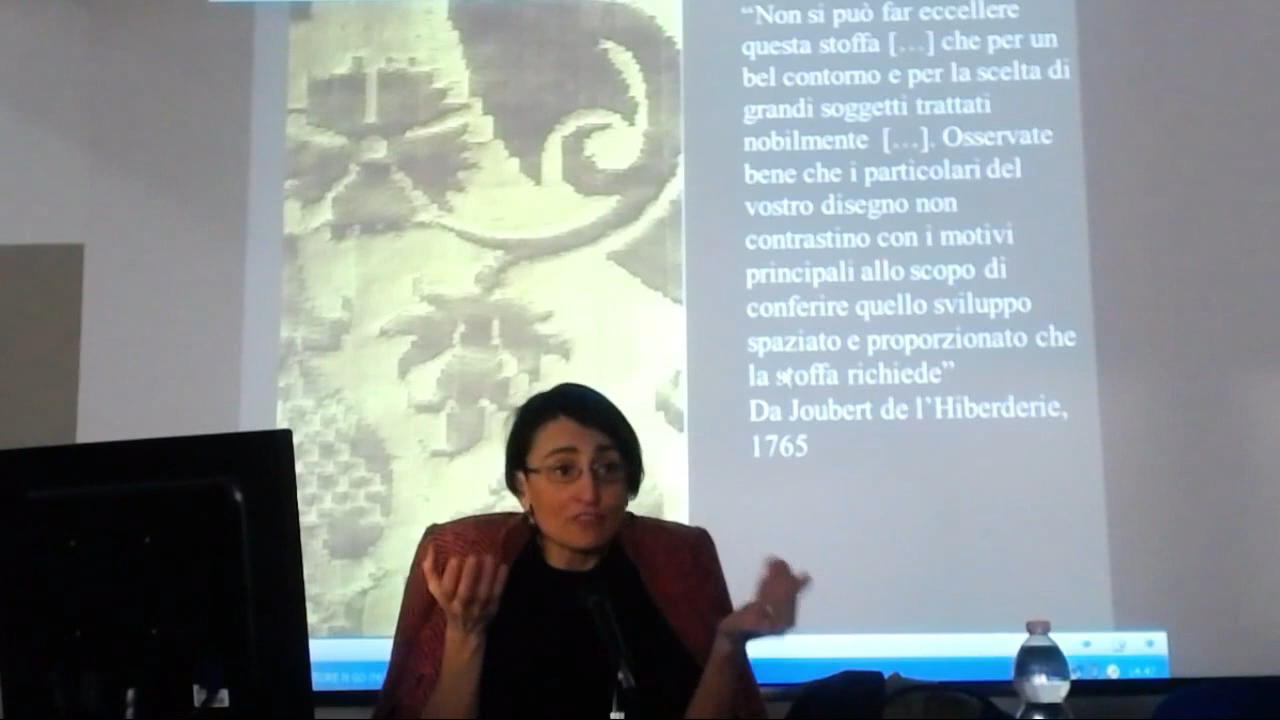 “Non si può far eccellere
questa stoffa [...] che per un
bel contorno e per la scelta di
grandi soggetti trattati
nobilmente [...]. Osservate
bene che i particolari del
vostro disegno non
contrastino con i motivi
principali allo scopo di
conferire quello sviluppo
spaziato e proporzionato che
la stoffa richiede”
Da Joubert de l’Hiberderie,
1765